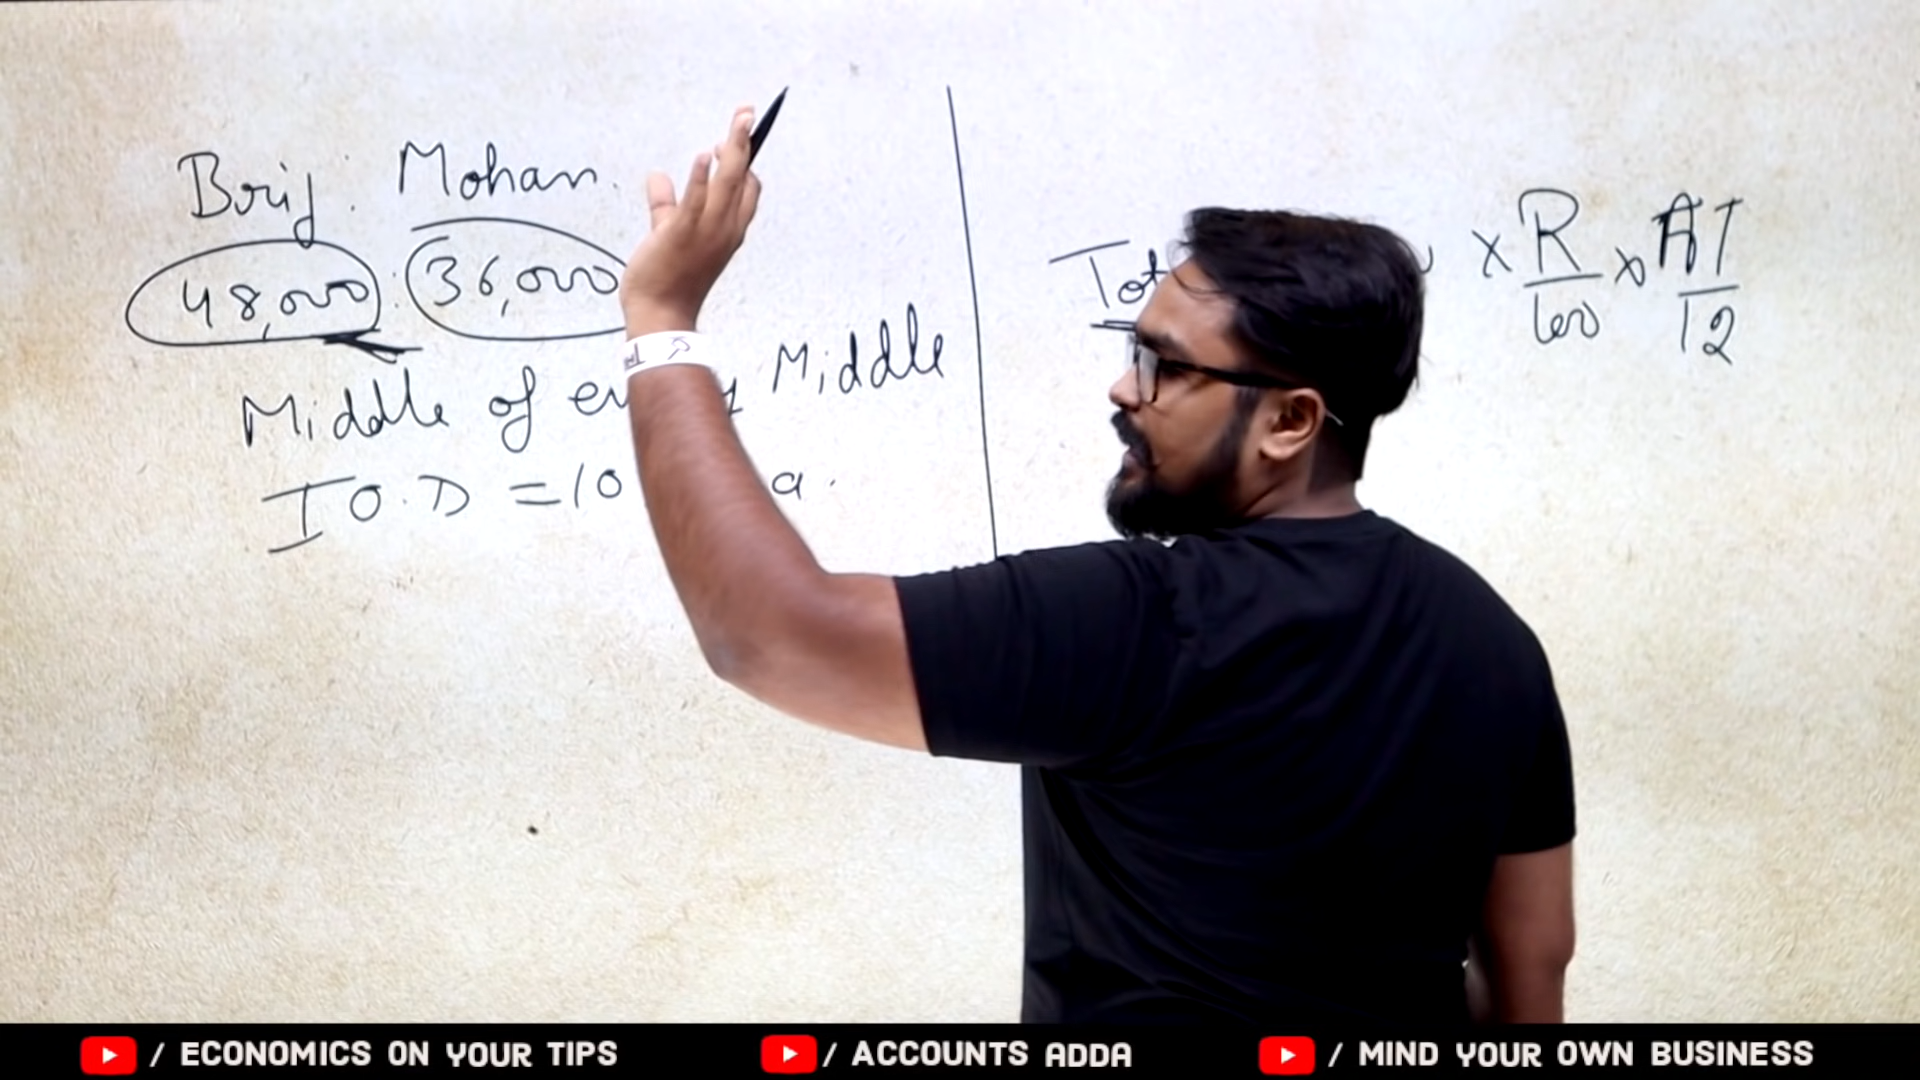 Brij. Mohan.
48,000 : 36,000
Middle of Middle
I O.D = 10 a.
Tot × R/100 × AT/12
/ ECONOMICS ON YOUR TIPS
/ ACCOUNTS ADDA
/ MIND YOUR OWN BUSINESS